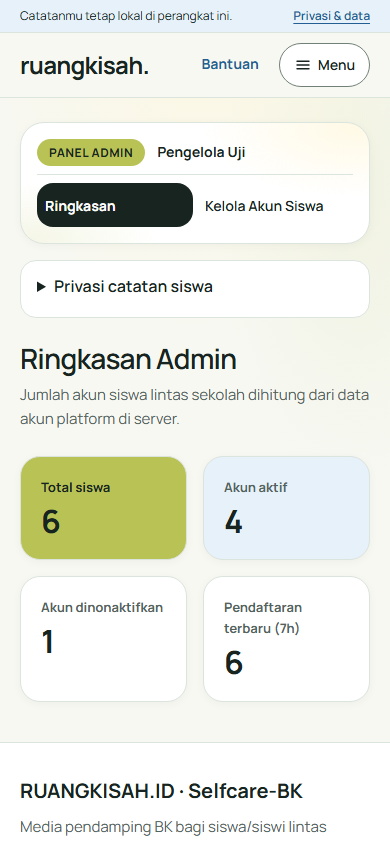 Catatanmu tetap lokal di perangkat ini. Privasi & data
ruangkisah. Bantuan Menu
PANEL ADMIN Pengelola Uji
Ringkasan Kelola Akun Siswa
Privasi catatan siswa
Ringkasan Admin
Jumlah akun siswa lintas sekolah dihitung dari data
akun platform di server.
Total siswa
6
Akun aktif
4
Akun dinonaktifkan
1
Pendaftaran
terbaru (7h)
6
RUANGKISAH.ID · Selfcare-BK
Media pendamping BK bagi siswa/siswi lintas